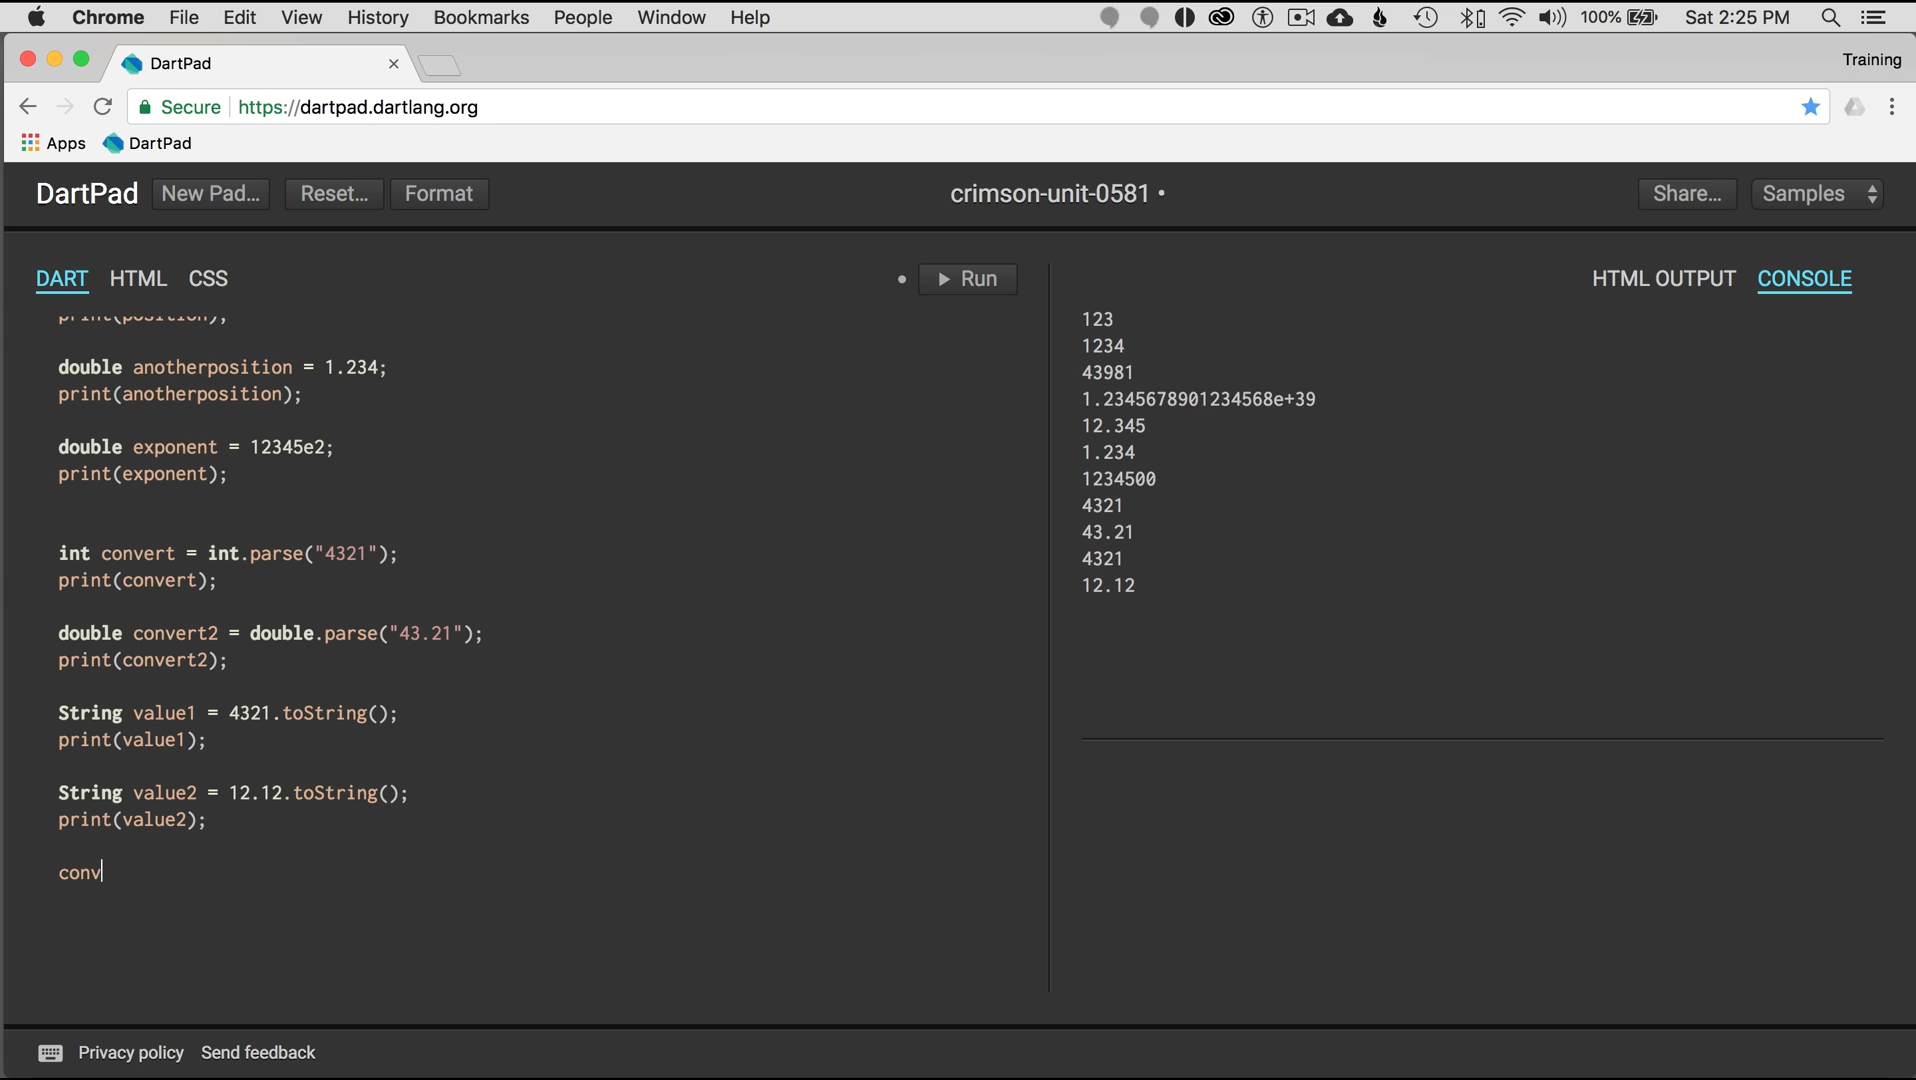 Chrome File Edit View History Bookmarks People Window Help 100% Sat 2:25 PM
DartPad Training
Secure https://dartpad.dartlang.org
Apps DartPad
DartPad New Pad... Reset... Format crimson-unit-0581 • Share... Samples
DART HTML CSS Run HTML OUTPUT CONSOLE
print(position);
double anotherposition = 1.234;
print(anotherposition);
double exponent = 12345e2;
print(exponent);
int convert = int.parse("4321");
print(convert);
double convert2 = double.parse("43.21");
print(convert2);
String value1 = 4321.toString();
print(value1);
String value2 = 12.12.toString();
print(value2);
conv
123
1234
43981
1.2345678901234568e+39
12.345
1.234
1234500
4321
43.21
4321
12.12
Privacy policy Send feedback